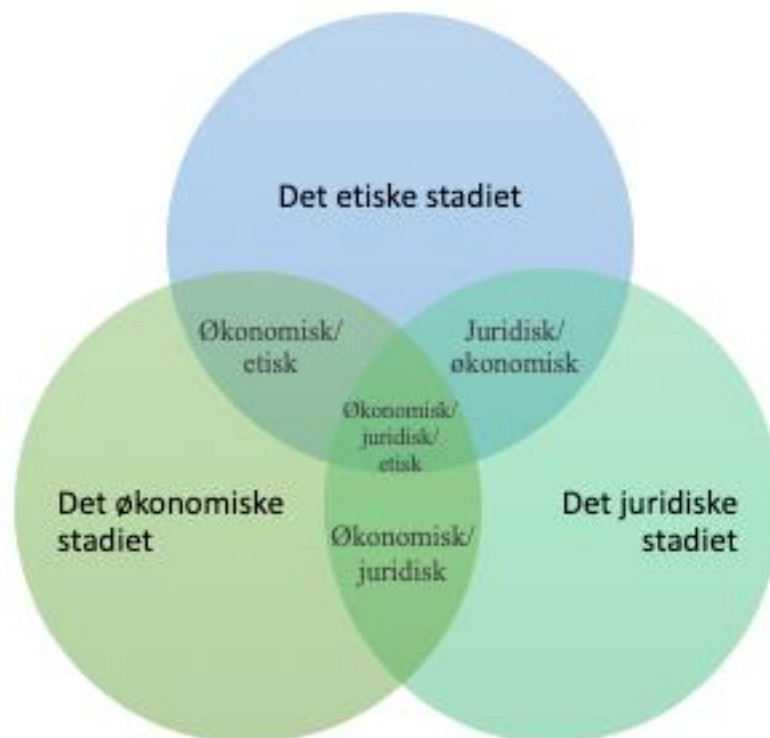 Det etiske stadiet
Økonomisk/
etisk
Juridisk/
økonomisk
Økonomisk/
juridisk/
etisk
Det økonomiske
stadiet
Det juridiske
stadiet
Økonomisk/
juridisk